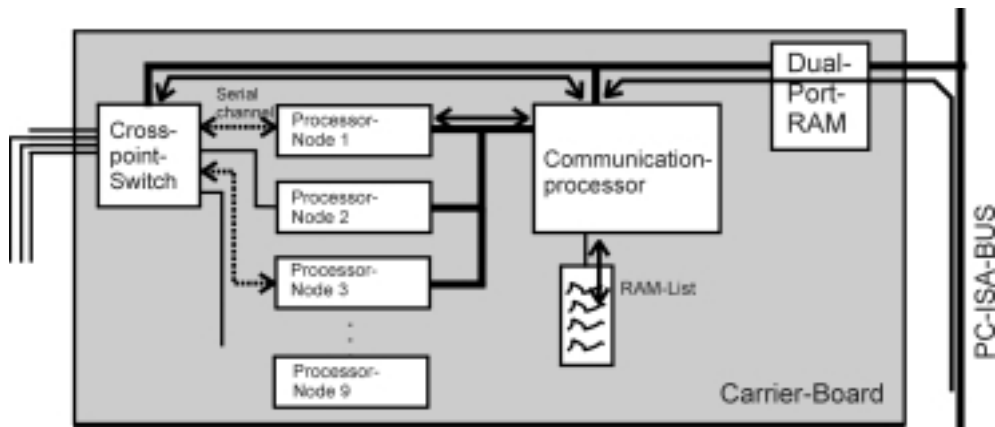 Dual-
Port-
RAM
Serial
channel
Cross-
point-
Switch
Processor-
Node 1
Communication-
processor
Processor-
Node 2
Processor-
Node 3
RAM-List
Processor-
Node 9
Carrier-Board
PC-ISA-BUS